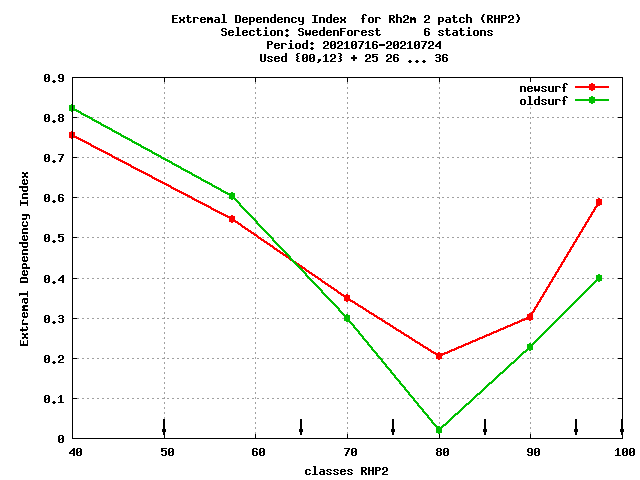 Extremal Dependency Index  for Rh2m 2 patch (RHP2)
Selection: SwedenForest      6 stations
Period: 20210716-20210724
Used {00,12} + 25 26 ... 36
newsurf
oldsurf
Extremal Dependency Index
0.9
0.8
0.7
0.6
0.5
0.4
0.3
0.2
0.1
0
40 50 60 70 80 90 100
classes RHP2